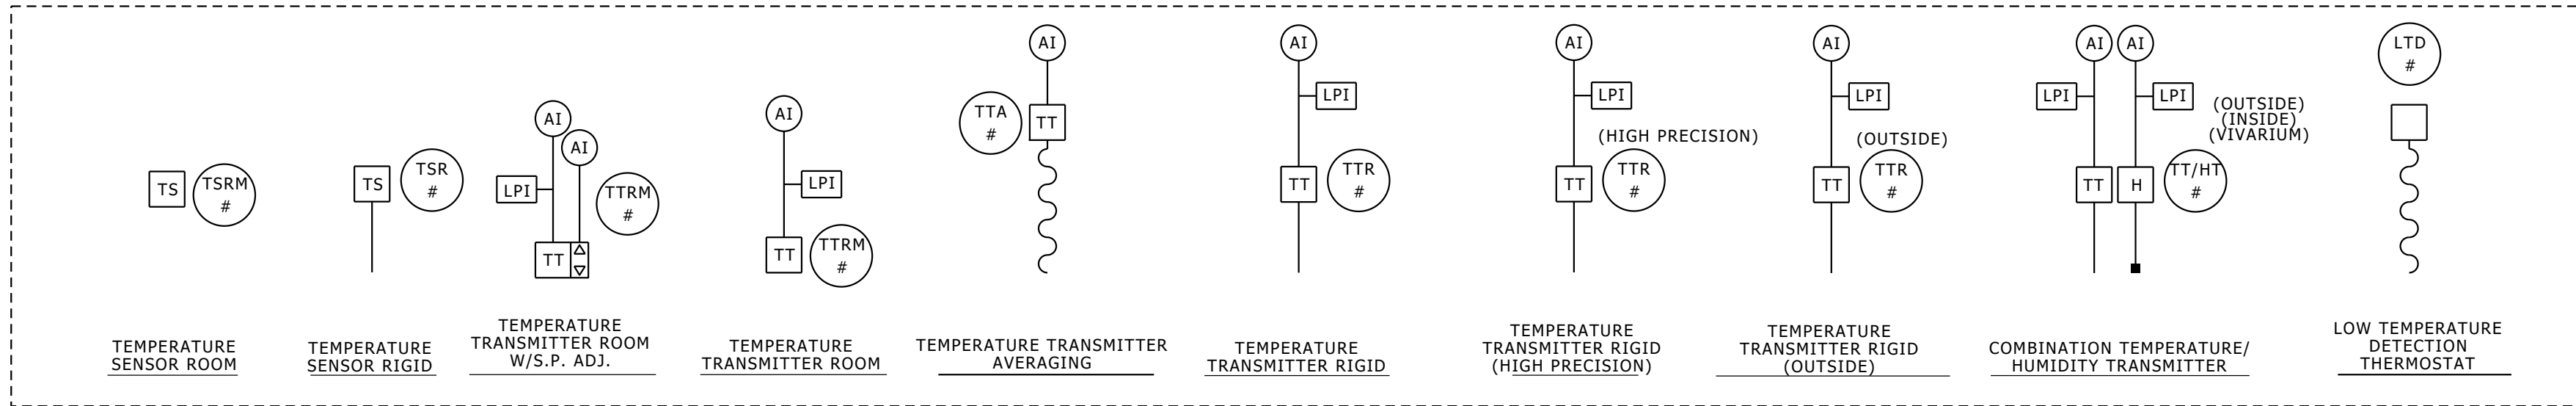 TS
TSRM
#
TEMPERATURE
SENSOR ROOM
TS
TSR
#
TEMPERATURE
SENSOR RIGID
AI
AI
LPI
TTRM
#
TT
TEMPERATURE
TRANSMITTER ROOM
W/S.P. ADJ.
AI
LPI
TT
TTRM
#
TEMPERATURE
TRANSMITTER ROOM
AI
TTA
#
TT
TEMPERATURE TRANSMITTER
AVERAGING
AI
LPI
TT
TTR
#
TEMPERATURE
TRANSMITTER RIGID
AI
LPI
(HIGH PRECISION)
TT
TTR
#
TEMPERATURE
TRANSMITTER RIGID
(HIGH PRECISION)
AI
LPI
(OUTSIDE)
TT
TTR
#
TEMPERATURE
TRANSMITTER RIGID
(OUTSIDE)
AI AI
LPI LPI
(OUTSIDE)
(INSIDE)
(VIVARIUM)
TT H
TT/HT
#
COMBINATION TEMPERATURE/
HUMIDITY TRANSMITTER
LTD
#
LOW TEMPERATURE
DETECTION
THERMOSTAT